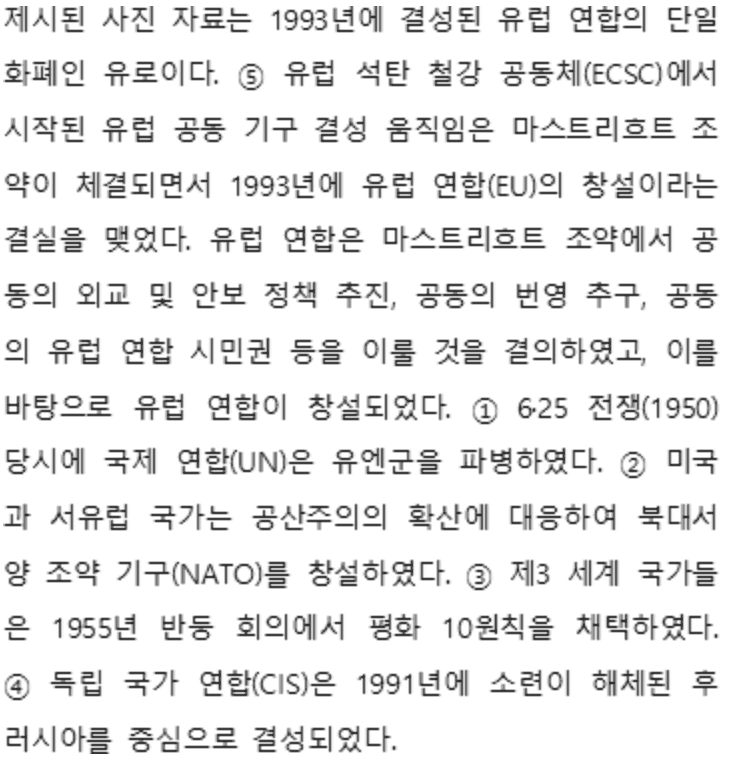 제시된 사진 자료는 1993년에 결성된 유럽 연합의 단일
화폐인 유로이다. ⑤ 유럽 석탄 철강 공동체(ECSC)에서
시작된 유럽 공동 기구 결성 움직임은 마스트리흐트 조
약이 체결되면서 1993년에 유럽 연합(EU)의 창설이라는
결실을 맺었다. 유럽 연합은 마스트리흐트 조약에서 공
동의 외교 및 안보 정책 추진, 공동의 번영 추구, 공동
의 유럽 연합 시민권 등을 이룰 것을 결의하였고, 이를
바탕으로 유럽 연합이 창설되었다. ① 6·25 전쟁(1950)
당시에 국제 연합(UN)은 유엔군을 파병하였다. ② 미국
과 서유럽 국가는 공산주의의 확산에 대응하여 북대서
양 조약 기구(NATO)를 창설하였다. ③ 제3 세계 국가들
은 1955년 반둥 회의에서 평화 10원칙을 채택하였다.
④ 독립 국가 연합(CIS)은 1991년에 소련이 해체된 후
러시아를 중심으로 결성되었다.